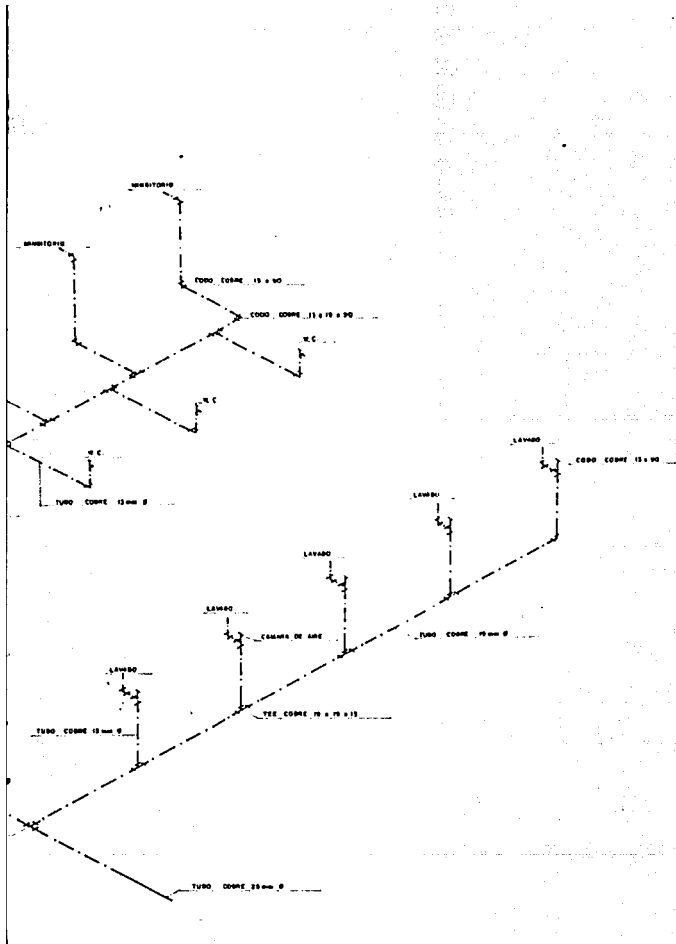 MINGITORIO
MINGITORIO
CODO COBRE 13 x 90
CODO COBRE 13 x 19 x 90
W.C.
W.C.
W.C.
TUBO COBRE 13 mm Ø
LAVABO
CODO COBRE 13 x 90
LAVABO
LAVABO
LAVABO
CAMARA DE AIRE
TUBO COBRE 19 mm Ø
LAVABO
TEE COBRE 19 x 19 x 13
TUBO COBRE 13 mm Ø
TUBO COBRE 25 mm Ø